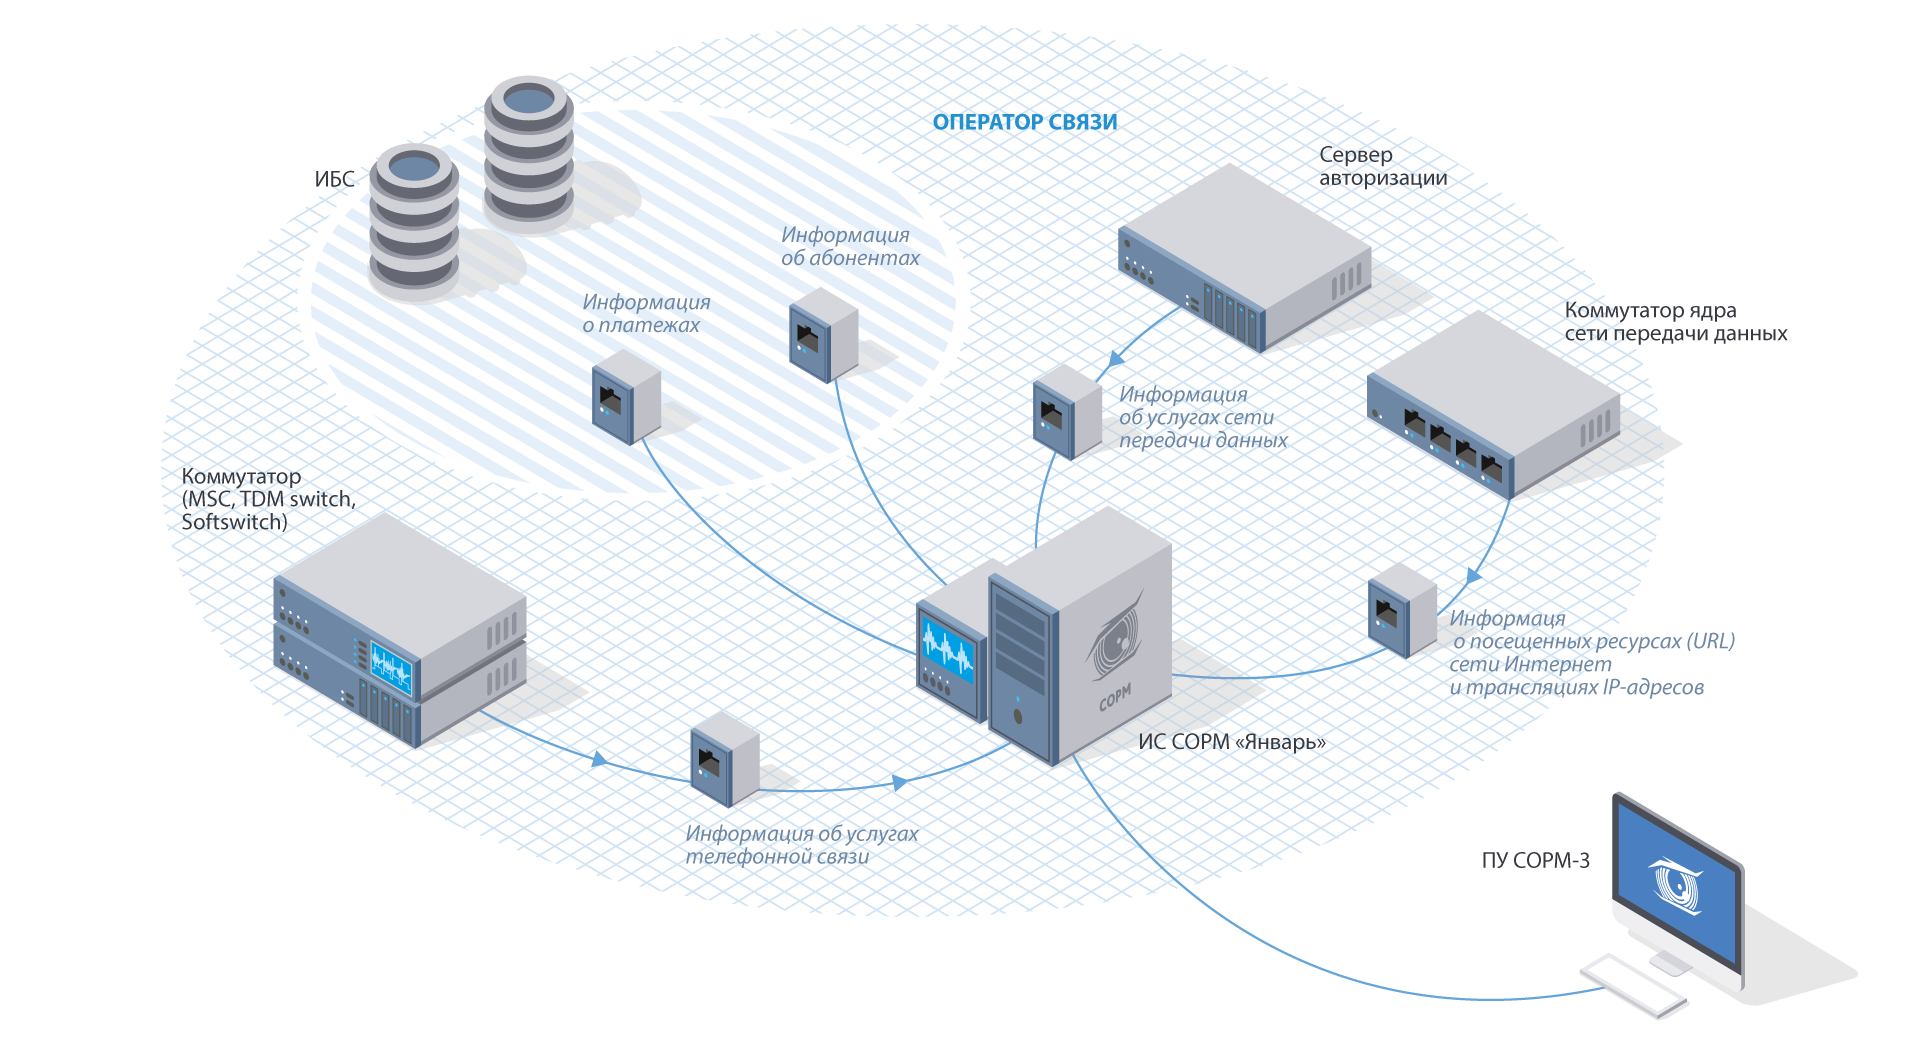 ОПЕРАТОР СВЯЗИ
ИБС
Сервер
авторизации
Информация
об абонентах
Информация
о платежах
Коммутатор ядра
сети передачи данных
Информация
об услугах сети
передачи данных
Коммутатор
(MSC, TDM switch,
Softswitch)
Информация
о посещенных ресурсах (URL)
сети Интернет
и трансляциях IP-адресов
СОРМ
ИС СОРМ «Январь»
Информация об услугах
телефонной связи
ПУ СОРМ-3